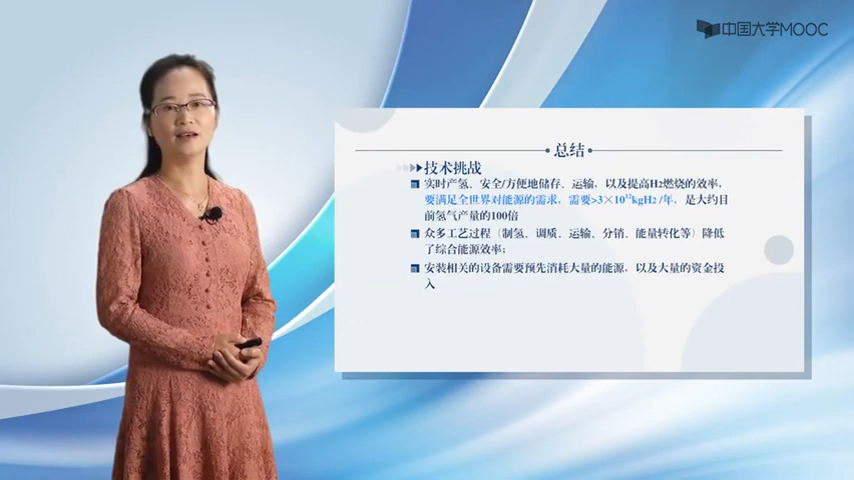 中国大学MOOC
总结
技术挑战
实时产氢、安全/方便地储存、运输，以及提高H₂燃烧的效率，
要满足全世界对能源的需求，需要>3×10¹²kgH₂ /年，是大约目
前氢气产量的100倍
众多工艺过程（制氢、调质、运输、分销、能量转化等）降低
了综合能源效率；
安装相关的设备需要预先消耗大量的能源，以及大量的资金投
入